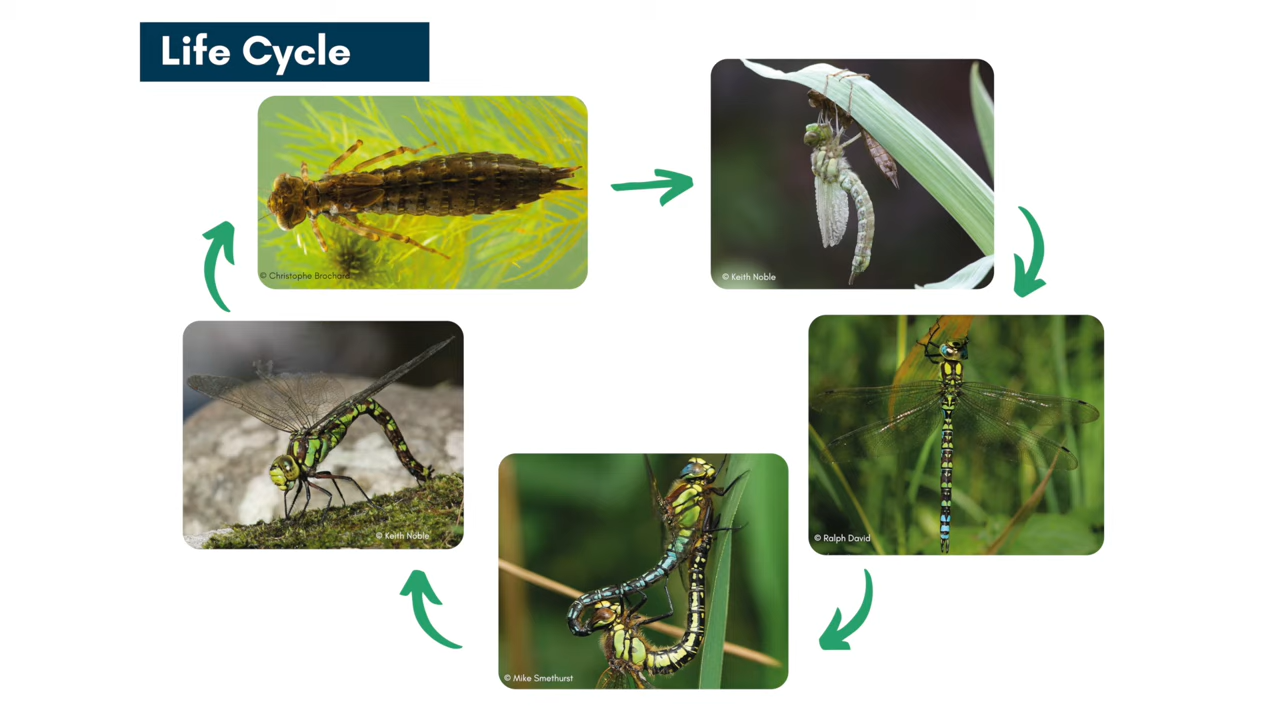 Life Cycle
© Christophe Brochard
© Keith Noble
© Keith Noble
© Ralph David
© Mike Smethurst